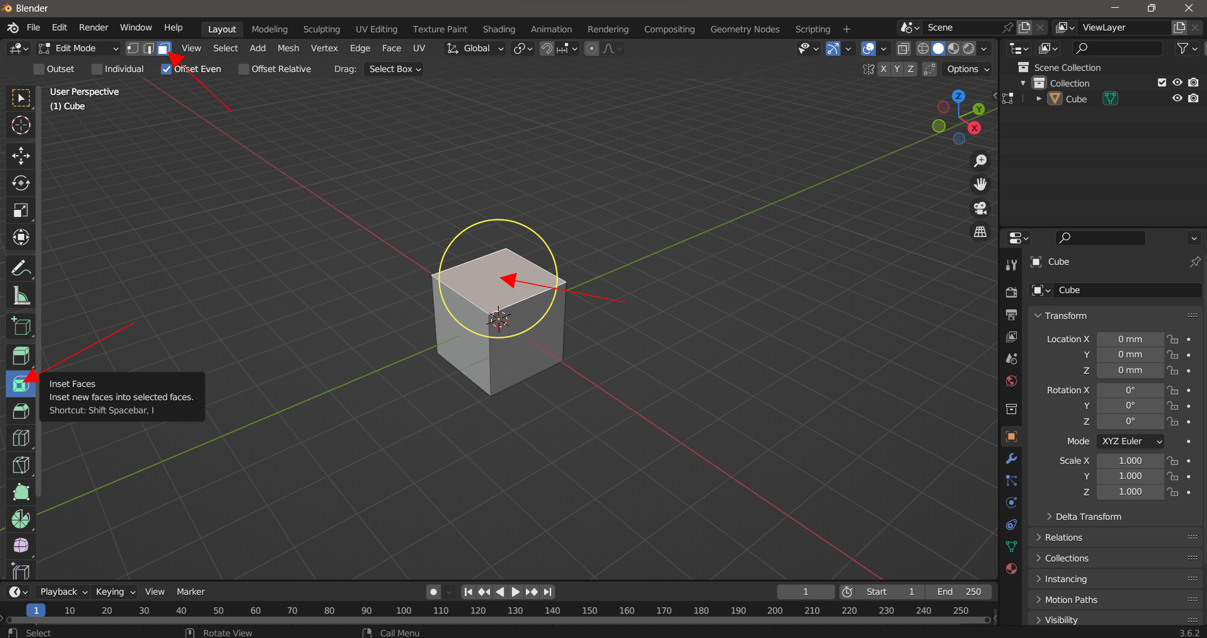 Blender
File Edit Render Window Help Layout Modeling Sculpting UV Editing Texture Paint Shading Animation Rendering Compositing Geometry Nodes Scripting + Scene ViewLayer
Edit Mode View Select Add Mesh Vertex Edge Face UV Global
Outset Individual Offset Even Offset Relative Drag: Select Box X Y Z Options
User Perspective
(1) Cube
Z
Y
X
Inset Faces
Inset new faces into selected faces.
Shortcut: Shift Spacebar, I
Scene Collection
Collection
Cube
Cube
Cube
Transform
Location X 0 mm
Y 0 mm
Z 0 mm
Rotation X 0°
Y 0°
Z 0°
Mode XYZ Euler
Scale X 1.000
Y 1.000
Z 1.000
Delta Transform
Relations
Collections
Instancing
Motion Paths
Visibility
Playback Keying View Marker 1 Start 1 End 250
1 10 20 30 40 50 60 70 80 90 100 110 120 130 140 150 160 170 180 190 200 210 220 230 240 250
Select Rotate View Call Menu 3.6.2